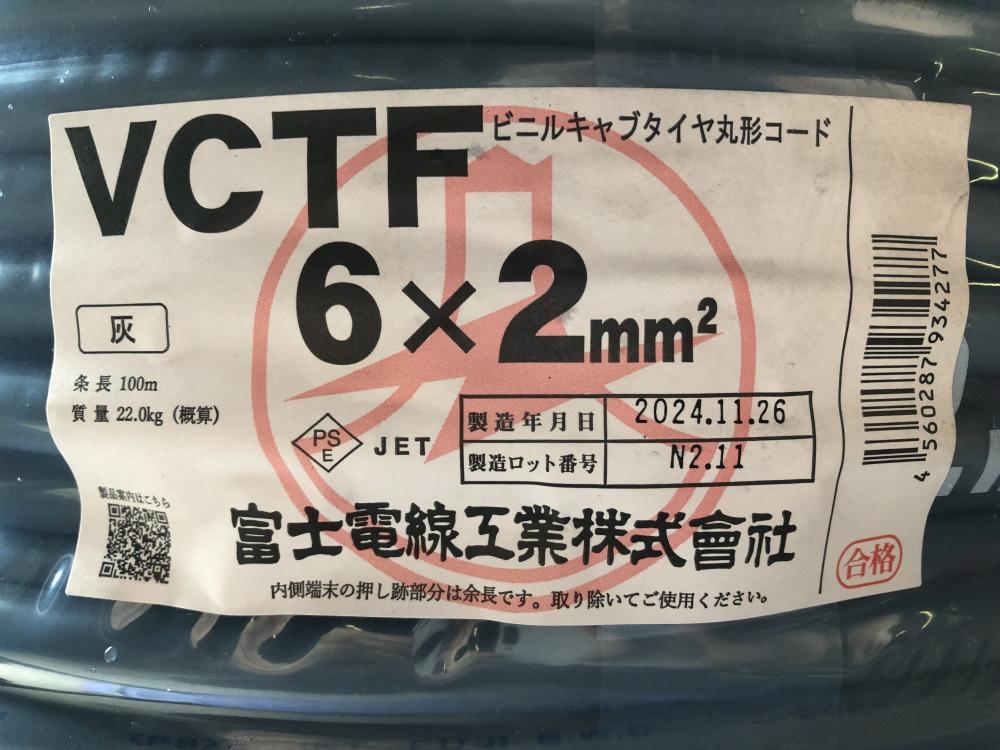 VCTF ビニルキャブタイヤ丸形コード
6×2mm²
灰
条長 100m
質量 22.0kg (概算)
PS
E
JET
製造年月日 2024.11.26
製造ロット番号 N2.11
製品案内はこちら
富士電線工業株式會社
内側端末の押し跡部分は余長です。取り除いてご使用ください。
4 560287 934277
合格